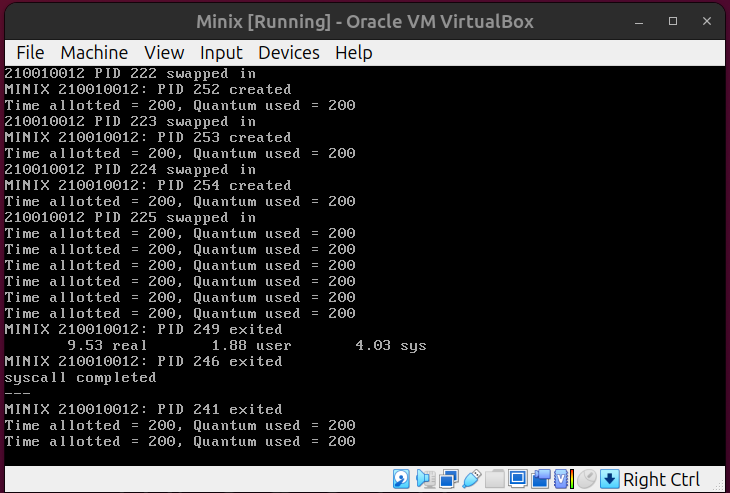 Minix [Running] - Oracle VM VirtualBox
File Machine View Input Devices Help
210010012 PID 222 swapped in
MINIX 210010012: PID 252 created
Time allotted = 200, Quantum used = 200
210010012 PID 223 swapped in
MINIX 210010012: PID 253 created
Time allotted = 200, Quantum used = 200
210010012 PID 224 swapped in
MINIX 210010012: PID 254 created
Time allotted = 200, Quantum used = 200
210010012 PID 225 swapped in
Time allotted = 200, Quantum used = 200
Time allotted = 200, Quantum used = 200
Time allotted = 200, Quantum used = 200
Time allotted = 200, Quantum used = 200
Time allotted = 200, Quantum used = 200
Time allotted = 200, Quantum used = 200
MINIX 210010012: PID 249 exited
9.53 real 1.88 user 4.03 sys
MINIX 210010012: PID 246 exited
syscall completed
---
MINIX 210010012: PID 241 exited
Time allotted = 200, Quantum used = 200
Time allotted = 200, Quantum used = 200
Right Ctrl